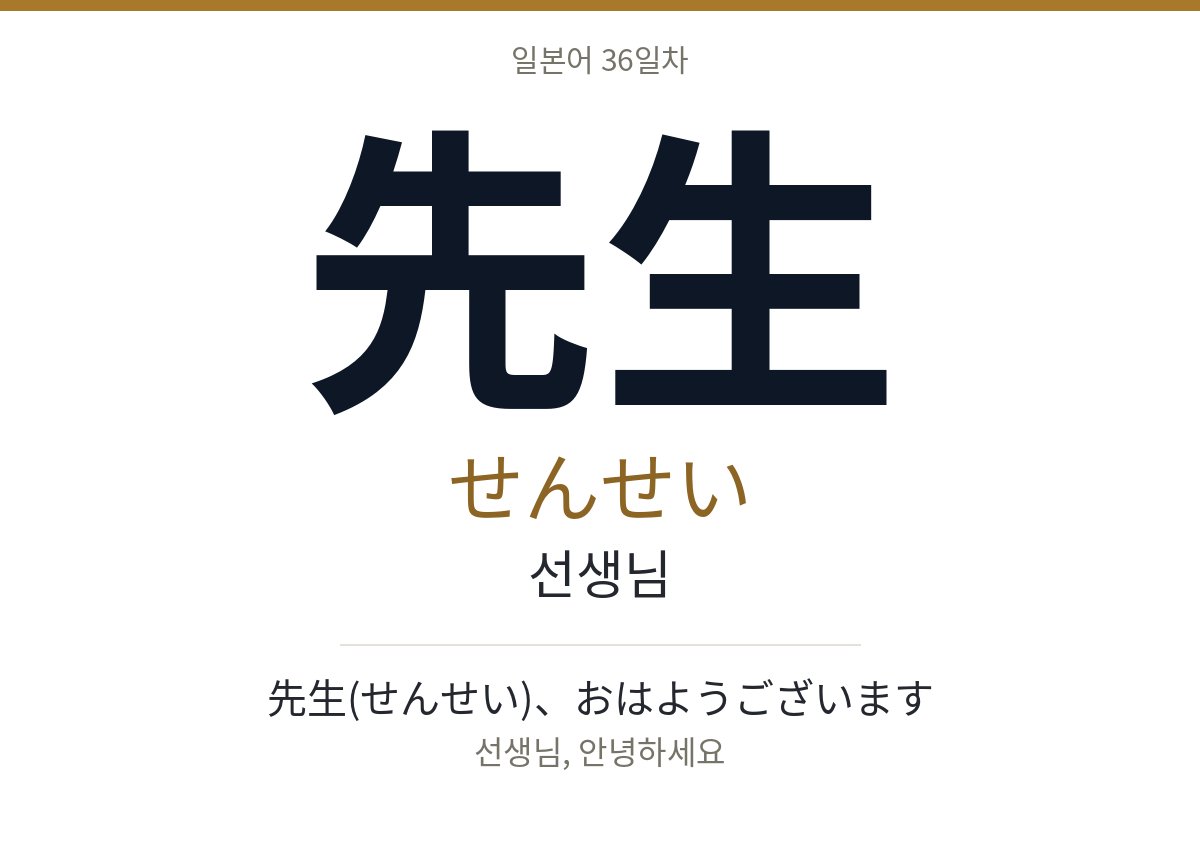 일본어 36일차
先生
せんせい
선생님
先生(せんせい)、おはようございます
선생님, 안녕하세요